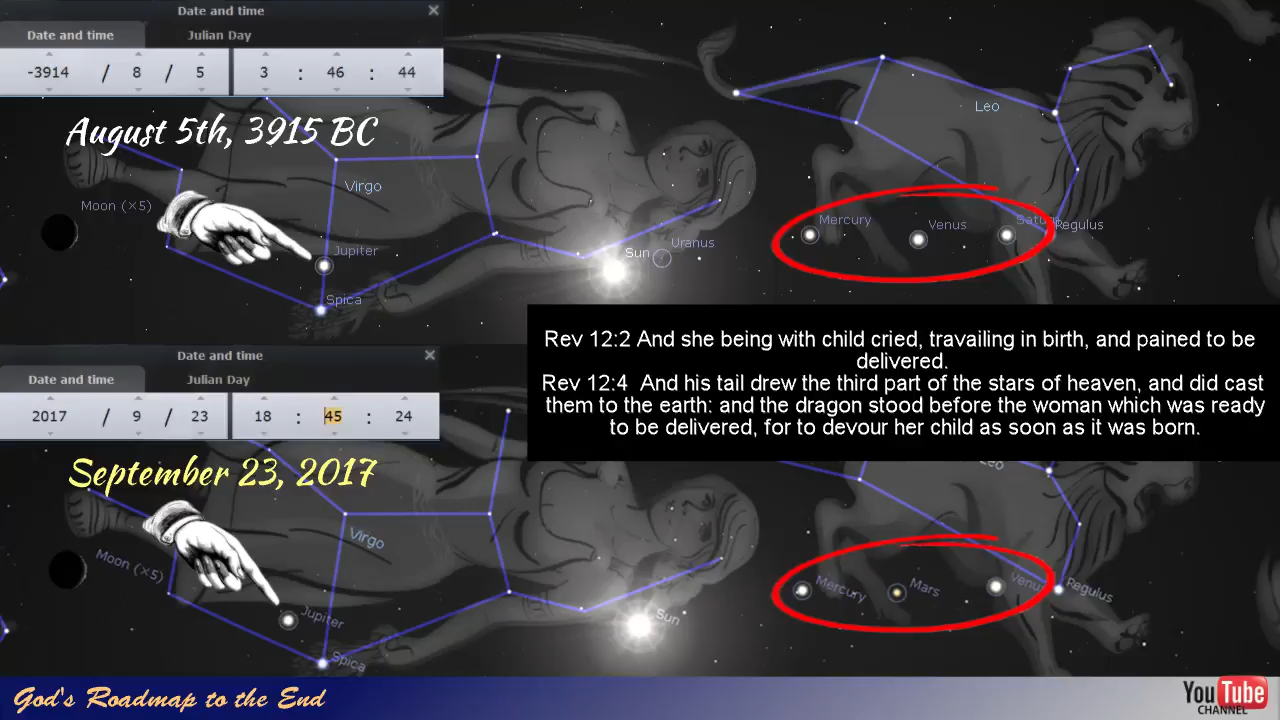 Date and time
Date and time Julian Day
-3914 / 8 / 5 3 : 46 : 44
August 5th, 3915 BC
Leo
Virgo
Moon (×5)
Mercury
Venus
Saturn
Regulus
Jupiter
Sun
Uranus
Spica
Rev 12:2 And she being with child cried, travailing in birth, and pained to be
delivered.
Rev 12:4 And his tail drew the third part of the stars of heaven, and did cast
them to the earth: and the dragon stood before the woman which was ready
to be delivered, for to devour her child as soon as it was born.
Date and time
Date and time Julian Day
2017 / 9 / 23 18 : 45 : 24
September 23, 2017
Leo
Virgo
Moon (×5)
Mercury
Mars
Venus
Regulus
Jupiter
Sun
Spica
God's Roadmap to the End
YouTube
CHANNEL